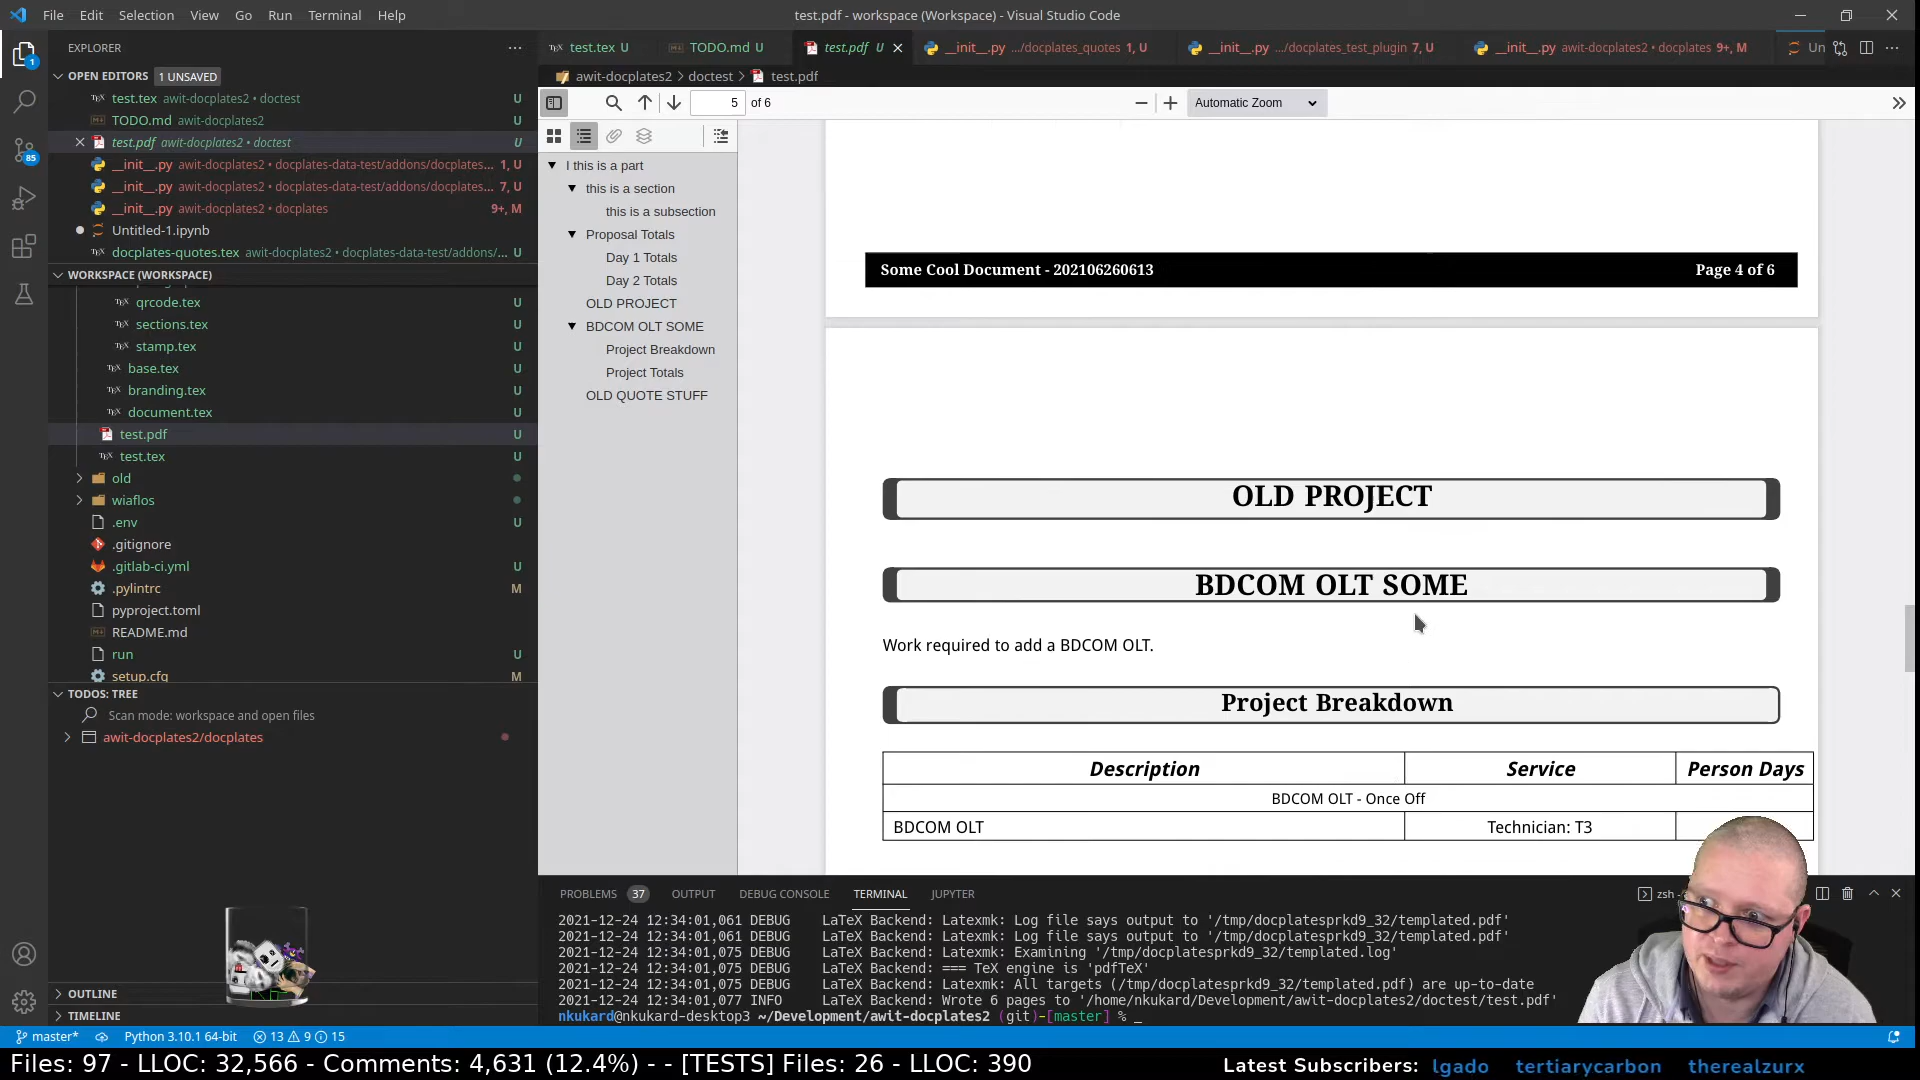 File Edit Selection View Go Run Terminal Help
test.pdf - workspace (Workspace) - Visual Studio Code
EXPLORER
OPEN EDITORS 1 UNSAVED
test.tex awit-docplates2 • doctest U
TODO.md awit-docplates2 U
test.pdf awit-docplates2 • doctest U
__init__.py awit-docplates2 • docplates-data-test/addons/docplates... 1, U
__init__.py awit-docplates2 • docplates-data-test/addons/docplates... 7, U
__init__.py awit-docplates2 • docplates 9+, M
Untitled-1.ipynb
docplates-quotes.tex awit-docplates2 • docplates-data-test/addons/... U
WORKSPACE (WORKSPACE)
qrcode.tex U
sections.tex U
stamp.tex U
base.tex U
branding.tex U
document.tex U
test.pdf U
test.tex U
old
wiaflos
.env U
.gitignore
.gitlab-ci.yml U
.pylintrc M
pyproject.toml
README.md
run U
setup.cfg M
TODOS: TREE
Scan mode: workspace and open files
awit-docplates2/docplates
OUTLINE
TIMELINE
1
85
test.tex U
TODO.md U
test.pdf U
__init__.py .../docplates_quotes 1, U
__init__.py .../docplates_test_plugin 7, U
__init__.py awit-docplates2 • docplates 9+, M
Un
awit-docplates2 > doctest > test.pdf
5 of 6
Automatic Zoom
I this is a part
this is a section
this is a subsection
Proposal Totals
Day 1 Totals
Day 2 Totals
OLD PROJECT
BDCOM OLT SOME
Project Breakdown
Project Totals
OLD QUOTE STUFF
Some Cool Document - 202106260613 Page 4 of 6
OLD PROJECT
BDCOM OLT SOME
Work required to add a BDCOM OLT.
Project Breakdown
Description Service Person Days
BDCOM OLT - Once Off
BDCOM OLT Technician: T3
PROBLEMS 37 OUTPUT DEBUG CONSOLE TERMINAL JUPYTER
zsh -
2021-12-24 12:34:01,061 DEBUG LaTeX Backend: Latexmk: Log file says output to '/tmp/docplatesprkd9_32/templated.pdf'
2021-12-24 12:34:01,061 DEBUG LaTeX Backend: Latexmk: Log file says output to '/tmp/docplatesprkd9_32/templated.pdf'
2021-12-24 12:34:01,075 DEBUG LaTeX Backend: Latexmk: Examining '/tmp/docplatesprkd9_32/templated.log'
2021-12-24 12:34:01,075 DEBUG LaTeX Backend: === TeX engine is 'pdfTeX'
2021-12-24 12:34:01,075 DEBUG LaTeX Backend: Latexmk: All targets (/tmp/docplatesprkd9_32/templated.pdf) are up-to-date
2021-12-24 12:34:01,077 INFO LaTeX Backend: Wrote 6 pages to '/home/nkukard/Development/awit-docplates2/doctest/test.pdf'
nkukard@nkukard-desktop3 ~/Development/awit-docplates2 (git)-[master] % _
master* Python 3.10.1 64-bit 13 9 15
Files: 97 - LLOC: 32,566 - Comments: 4,631 (12.4%) - - [TESTS] Files: 26 - LLOC: 390
Latest Subscribers: lgado tertiarycarbon therealzurx